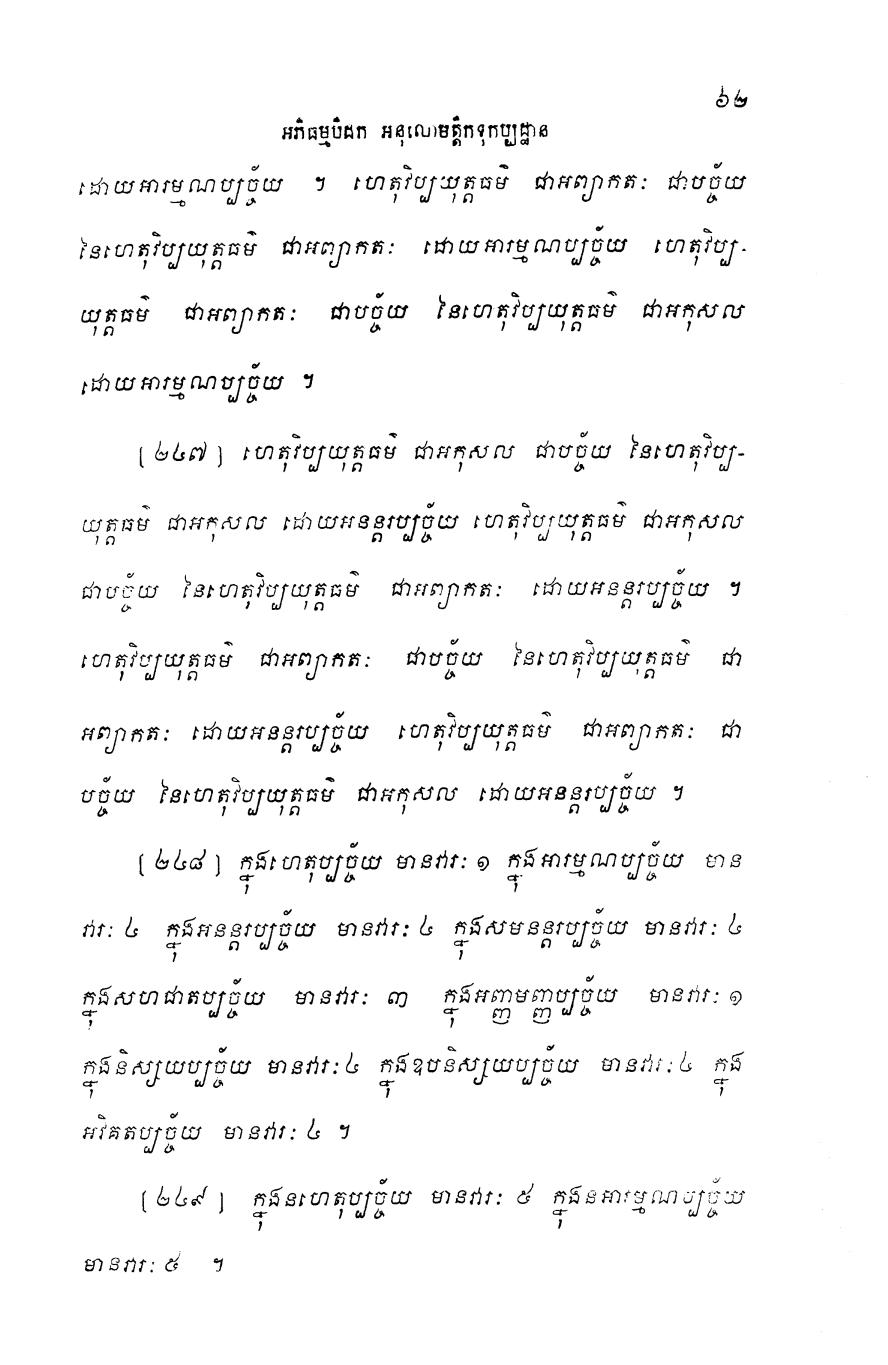 ៦២
អភិធម្មបិដក អនុលោមត្តិកទុកប្បដ្ឋាន
ដោយអារម្មណប្បច្ច័យ ។ ហេតុវិប្បយុត្តធម៌ ជាអព្យាកតៈ ជាបច្ច័យ
នៃហេតុវិប្បយុត្តធម៌ ជាអព្យាកតៈ ដោយអារម្មណប្បច្ច័យ ហេតុវិប្ប-
យុត្តធម៌ ជាអព្យាកតៈ ជាបច្ច័យ នៃហេតុវិប្បយុត្តធម៌ ជាអកុសល
ដោយអារម្មណប្បច្ច័យ ។
[២៤៧] ហេតុវិប្បយុត្តធម៌ ជាអកុសល ជាបច្ច័យ នៃហេតុវិប្ប-
យុត្តធម៌ ជាអកុសល ដោយអនន្តរប្បច្ច័យ ហេតុវិប្បយុត្តធម៌ ជាអកុសល
ជាបច្ច័យ នៃហេតុវិប្បយុត្តធម៌ ជាអព្យាកតៈ ដោយអនន្តរប្បច្ច័យ ។
ហេតុវិប្បយុត្តធម៌ ជាអព្យាកតៈ ជាបច្ច័យ នៃហេតុវិប្បយុត្តធម៌ ជា
អព្យាកតៈ ដោយអនន្តរប្បច្ច័យ ហេតុវិប្បយុត្តធម៌ ជាអព្យាកតៈ ជា
បច្ច័យ នៃហេតុវិប្បយុត្តធម៌ ជាអកុសល ដោយអនន្តរប្បច្ច័យ ។
[២៤៨] ក្នុងហេតុប្បច្ច័យ មានវារៈ ១ ក្នុងអារម្មណប្បច្ច័យ មាន
វារៈ ៤ ក្នុងអនន្តរប្បច្ច័យ មានវារៈ ៤ ក្នុងសមនន្តរប្បច្ច័យ មានវារៈ ៤
ក្នុងសហជាតប្បច្ច័យ មានវារៈ ៣ ក្នុងអញ្ញាមញ្ញប្បច្ច័យ មានវារៈ ១
ក្នុងនិស្សយប្បច្ច័យ មានវារៈ ៤ ក្នុងឧបនិស្សយប្បច្ច័យ មានវារៈ ៤ ក្នុង
អវិគតប្បច្ច័យ មានវារៈ ៤ ។
[២៤៩] ក្នុងនហេតុប្បច្ច័យ មានវារៈ ៥ ក្នុងនអារម្មណប្បច្ច័យ
មានវារៈ ៥ ។